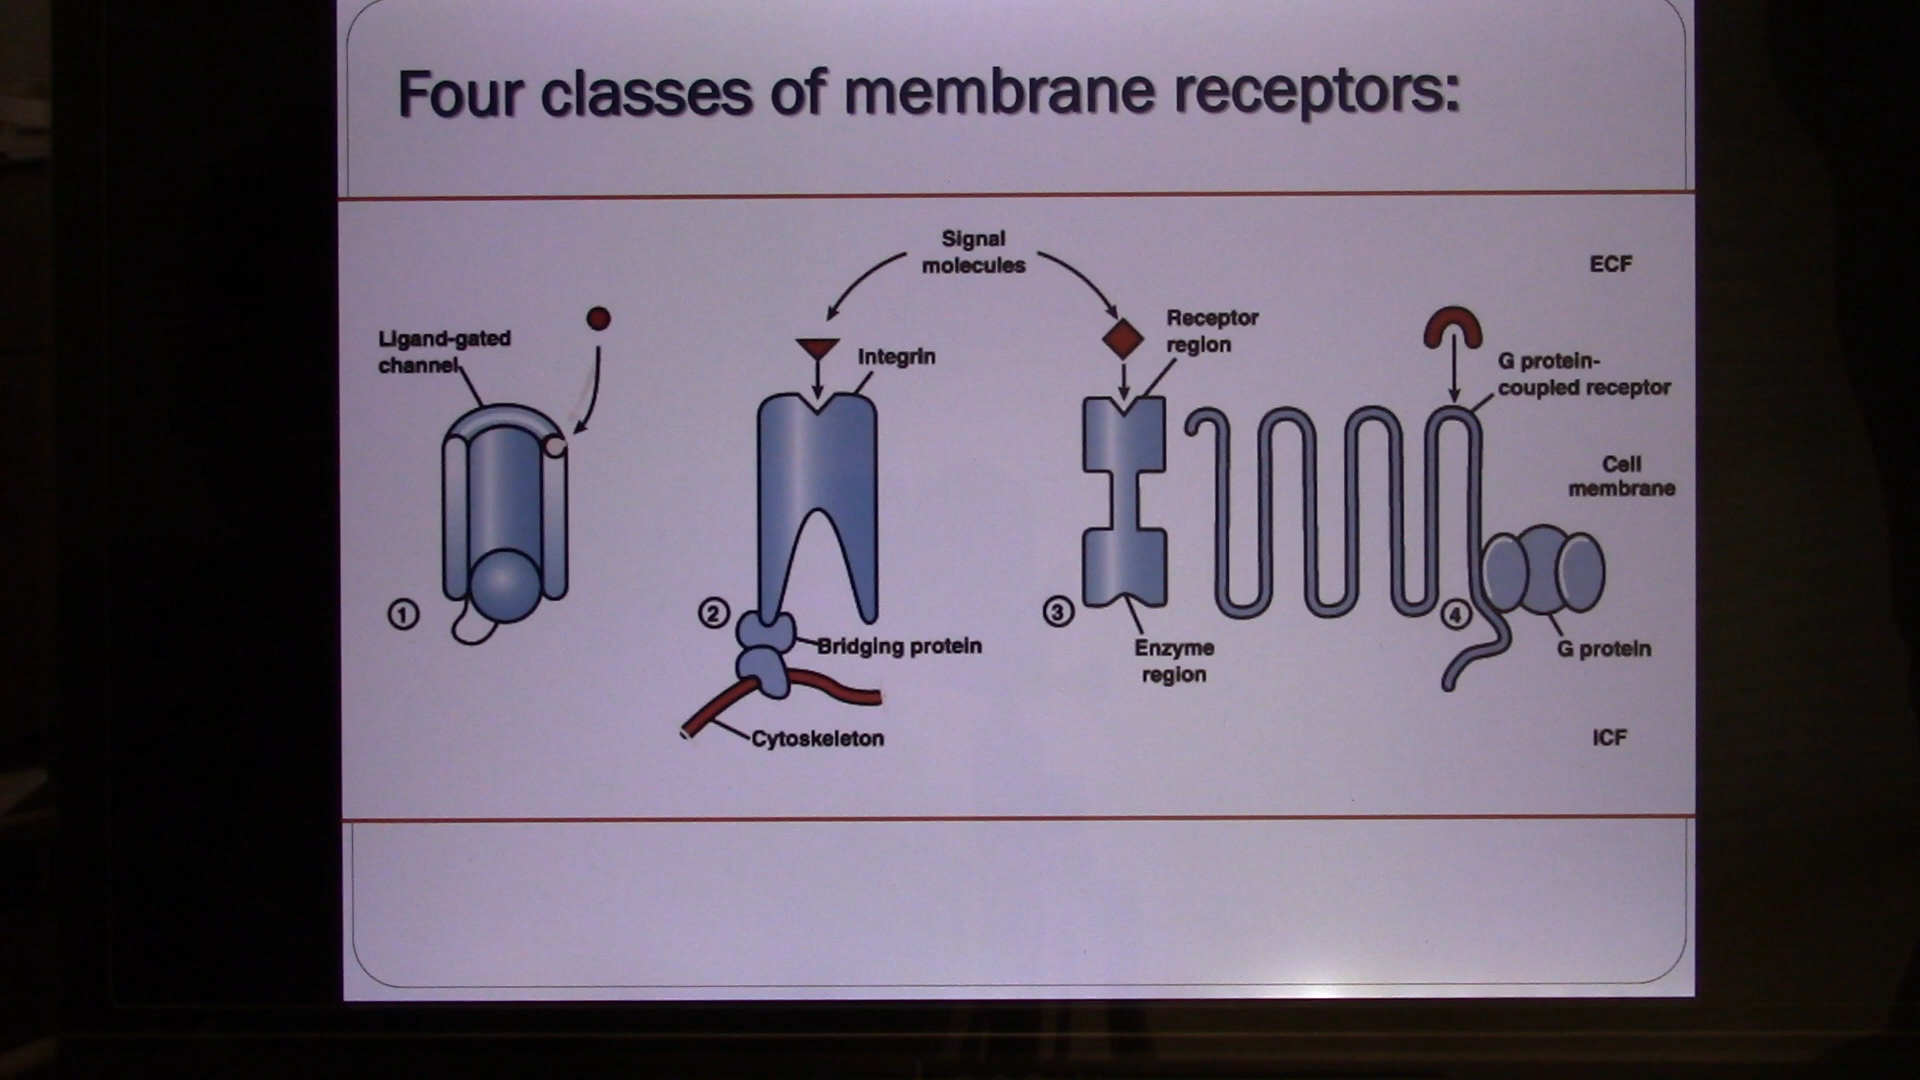 Four classes of membrane receptors:
Signal
molecules
ECF
Ligand-gated
channel
Integrin
Receptor
region
G protein-
coupled receptor
Cell
membrane
1
2
3
4
Bridging protein
Enzyme
region
G protein
Cytoskeleton
ICF